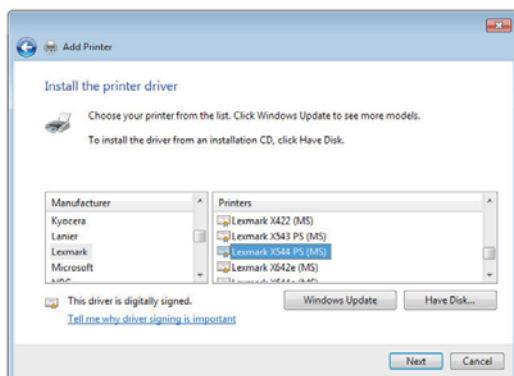 Add Printer
Install the printer driver
Choose your printer from the list. Click Windows Update to see more models.
To install the driver from an installation CD, click Have Disk.
Manufacturer
Kyocera
Lanier
Lexmark
Microsoft
Printers
Lexmark X422 (MS)
Lexmark X543 PS (MS)
Lexmark X544 PS (MS)
Lexmark X642e (MS)
This driver is digitally signed.
Tell me why driver signing is important
Windows Update
Have Disk...
Next
Cancel